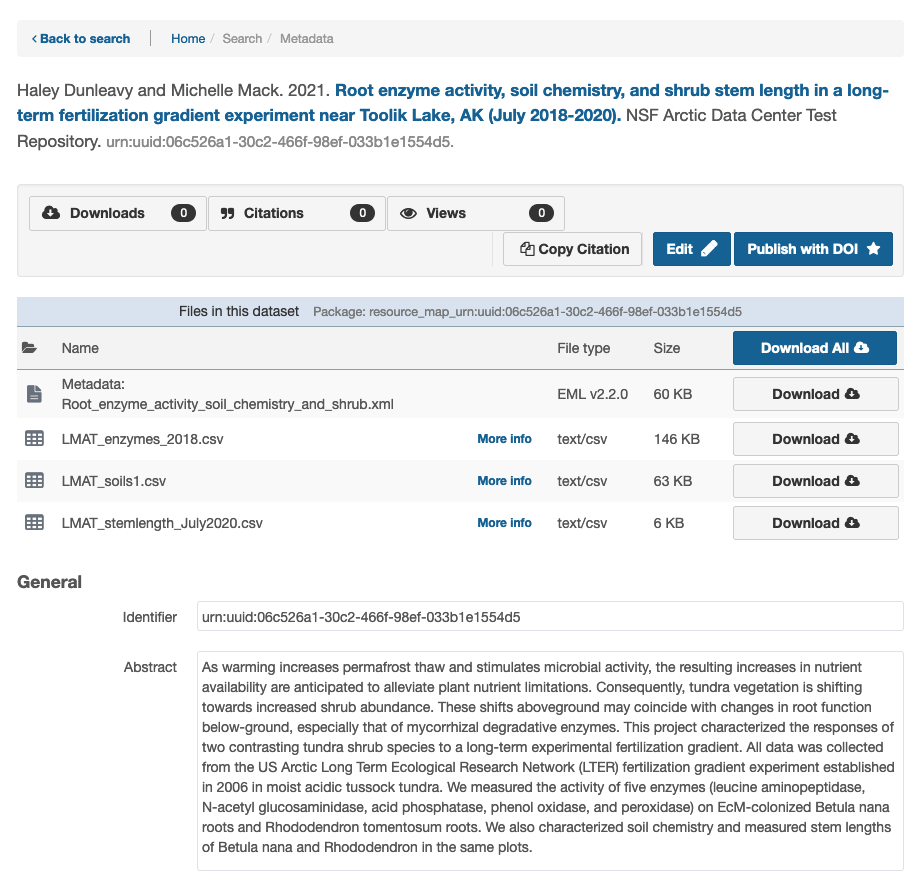 Back to search Home / Search / Metadata
Haley Dunleavy and Michelle Mack. 2021. Root enzyme activity, soil chemistry, and shrub stem length in a long-
term fertilization gradient experiment near Toolik Lake, AK (July 2018-2020). NSF Arctic Data Center Test
Repository. urn:uuid:06c526a1-30c2-466f-98ef-033b1e1554d5.
Downloads 0 Citations 0 Views 0
Copy Citation Edit Publish with DOI
Files in this dataset Package: resource_map_urn:uuid:06c526a1-30c2-466f-98ef-033b1e1554d5
Name File type Size Download All
Metadata:
Root_enzyme_activity_soil_chemistry_and_shrub.xml EML v2.2.0 60 KB Download
LMAT_enzymes_2018.csv More info text/csv 146 KB Download
LMAT_soils1.csv More info text/csv 63 KB Download
LMAT_stemlength_July2020.csv More info text/csv 6 KB Download
General
Identifier urn:uuid:06c526a1-30c2-466f-98ef-033b1e1554d5
Abstract As warming increases permafrost thaw and stimulates microbial activity, the resulting increases in nutrient
availability are anticipated to alleviate plant nutrient limitations. Consequently, tundra vegetation is shifting
towards increased shrub abundance. These shifts aboveground may coincide with changes in root function
below-ground, especially that of mycorrhizal degradative enzymes. This project characterized the responses of
two contrasting tundra shrub species to a long-term experimental fertilization gradient. All data was collected
from the US Arctic Long Term Ecological Research Network (LTER) fertilization gradient experiment established
in 2006 in moist acidic tussock tundra. We measured the activity of five enzymes (leucine aminopeptidase,
N-acetyl glucosaminidase, acid phosphatase, phenol oxidase, and peroxidase) on EcM-colonized Betula nana
roots and Rhododendron tomentosum roots. We also characterized soil chemistry and measured stem lengths
of Betula nana and Rhododendron in the same plots.